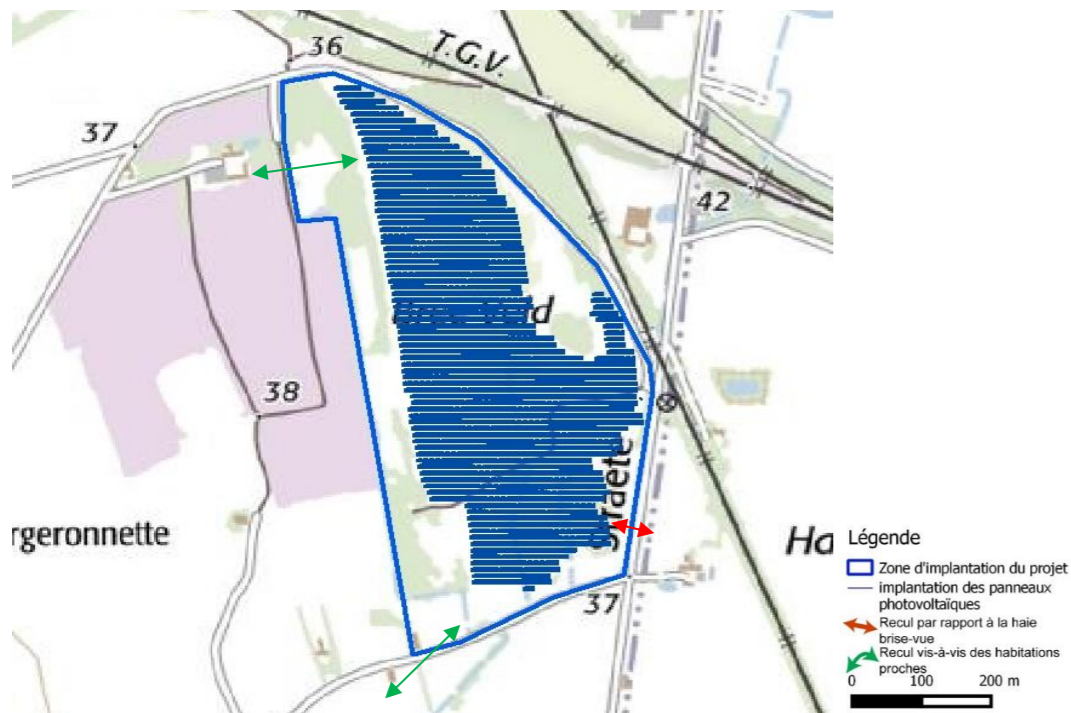 36
T.G.V.
37
42
38
straete
rgeronnette
Ha
37
Légende
Zone d'implantation du projet
implantation des panneaux
photovoltaïques
Recul par rapport à la haie
brise-vue
Recul vis-à-vis des habitations
proches
0 100 200 m